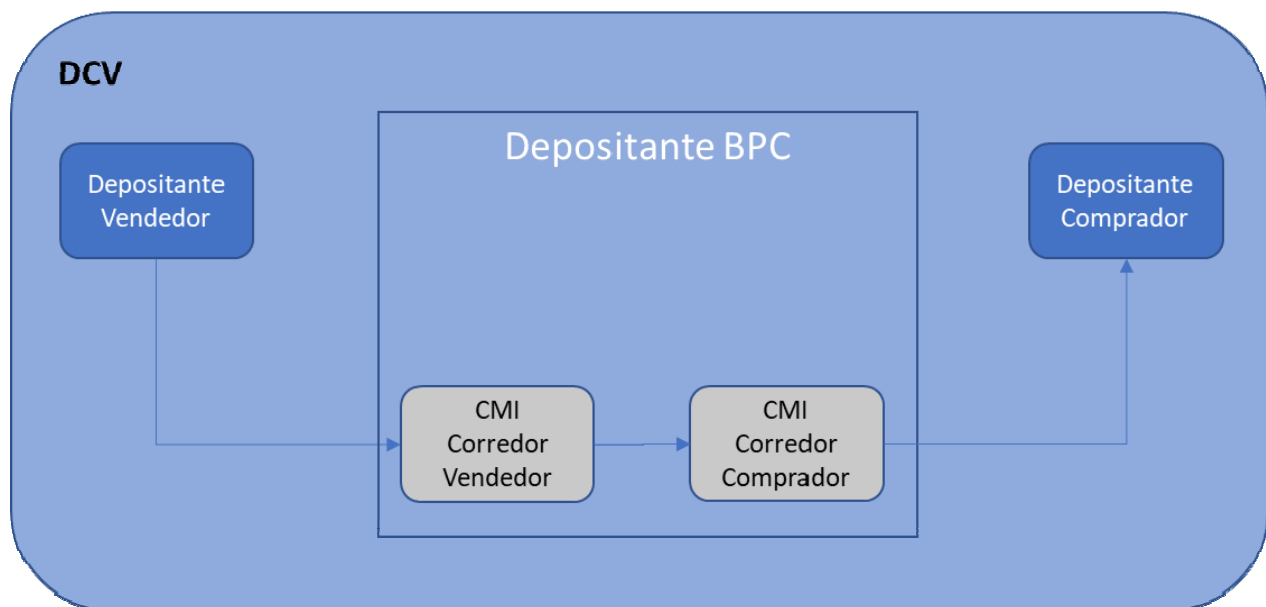 DCV
Depositante BPC
Depositante
Vendedor
Depositante
Comprador
CMI
Corredor
Vendedor
CMI
Corredor
Comprador